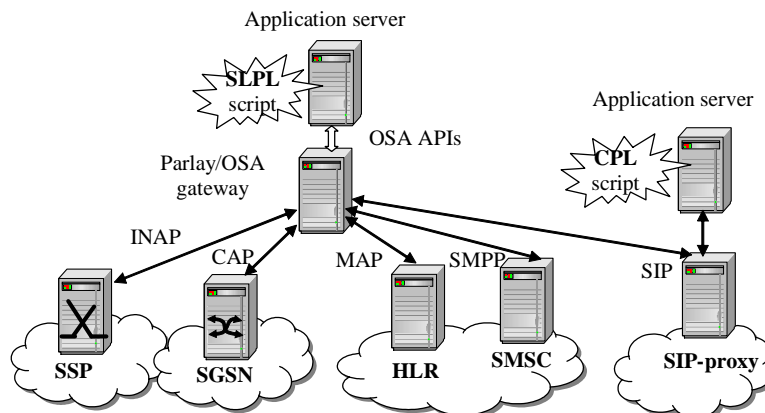 Application server
SLPL
script
Application server
OSA APIs
Parlay/OSA
gateway
CPL
script
INAP
CAP
MAP
SMPP
SIP
SSP
SGSN
HLR
SMSC
SIP-proxy